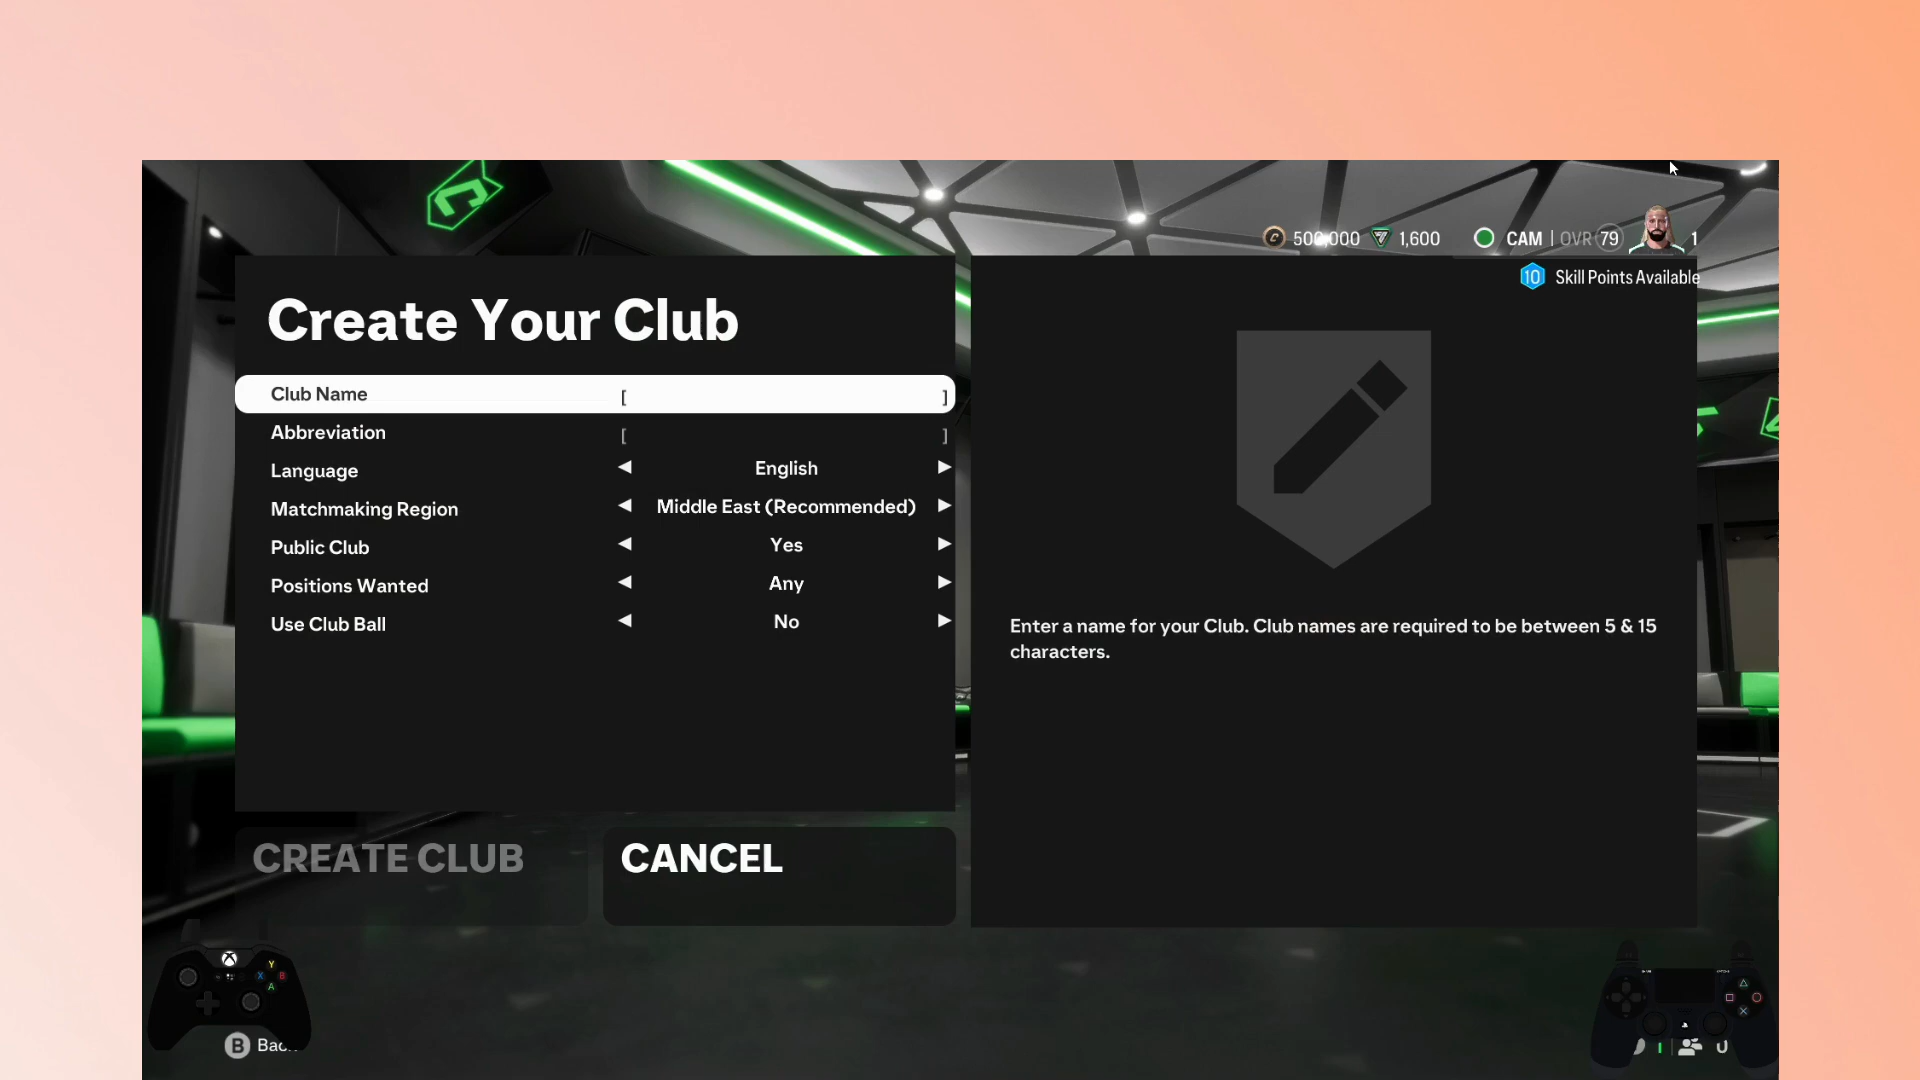 500,000 1,600 CAM | OVR 79 1
10 Skill Points Available
Create Your Club
Club Name [ ]
Abbreviation [ ]
Language ◀ English ▶
Matchmaking Region ◀ Middle East (Recommended) ▶
Public Club ◀ Yes ▶
Positions Wanted ◀ Any ▶
Use Club Ball ◀ No ▶
Enter a name for your Club. Club names are required to be between 5 & 15
characters.
CREATE CLUB CANCEL
Y
X B
A
B Back